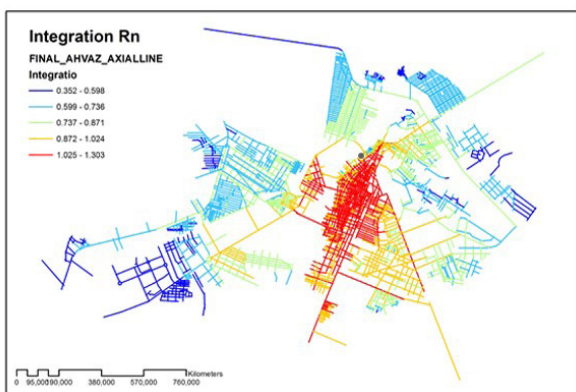 Integration Rn
FINAL_AHVAZ_AXIALLINE
Integratio
0.352 - 0.598
0.599 - 0.736
0.737 - 0.871
0.872 - 1.024
1.025 - 1.303
Kilometers
0 95,000190,000 380,000 570,000 760,000